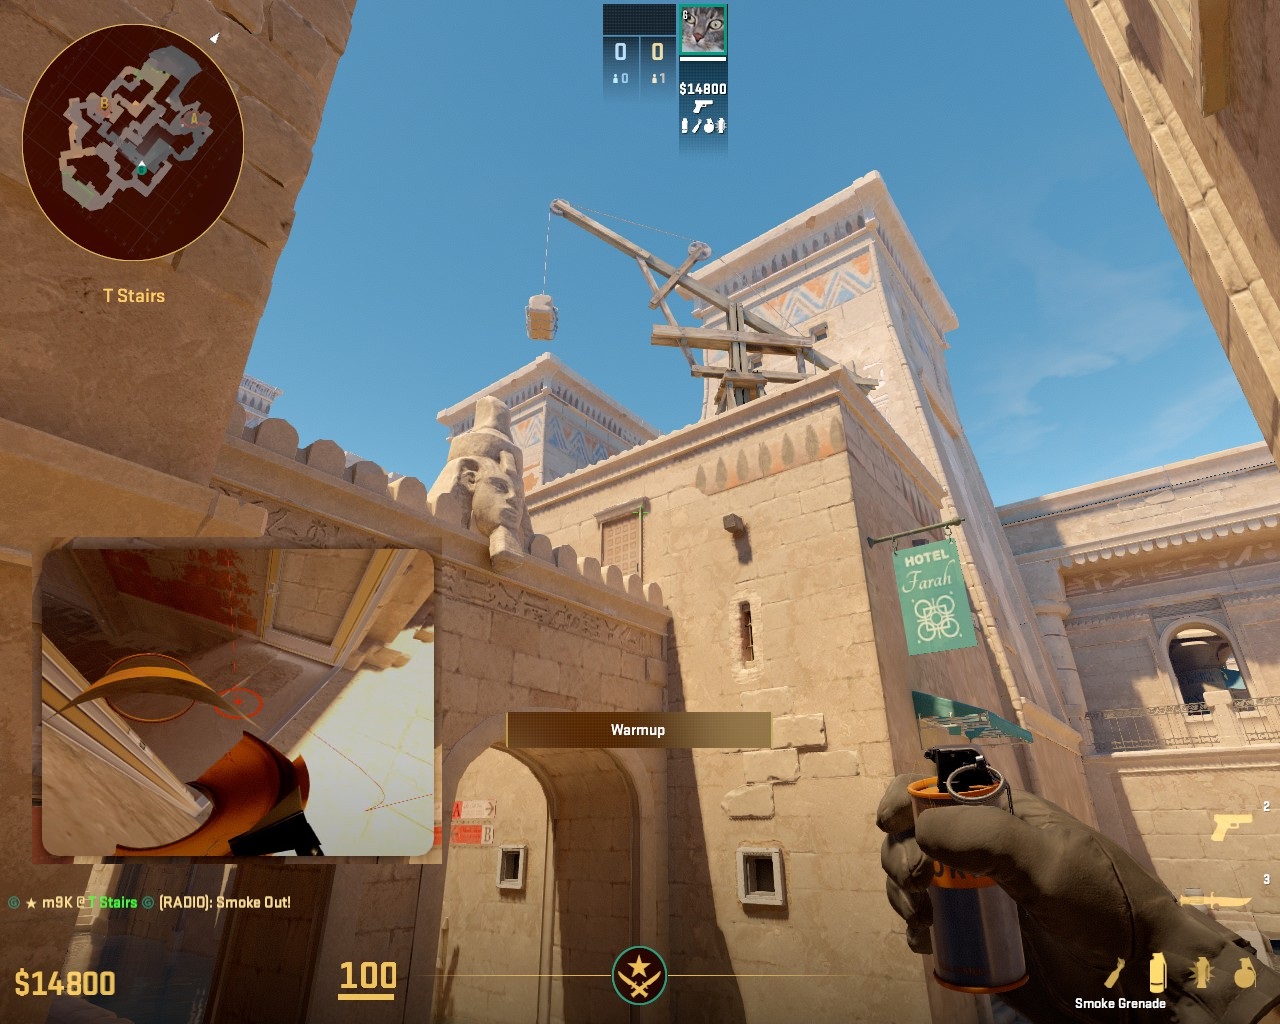 0 0
0 1
6
$14800
B
A
T Stairs
HOTEL
Farah
Warmup
A
B
2
3
G ★ m9K @T Stairs G (RADIO): Smoke Out!
$14800
100
Smoke Grenade